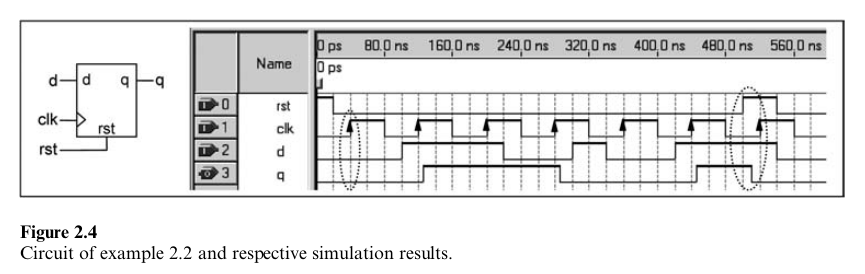 d d q q
clk
rst
rst
Name
0 ps 80.0 ns 160.0 ns 240.0 ns 320.0 ns 400.0 ns 480.0 ns 560.0 ns
0 ps
0 rst
1 clk
2 d
3 q
Figure 2.4
Circuit of example 2.2 and respective simulation results.